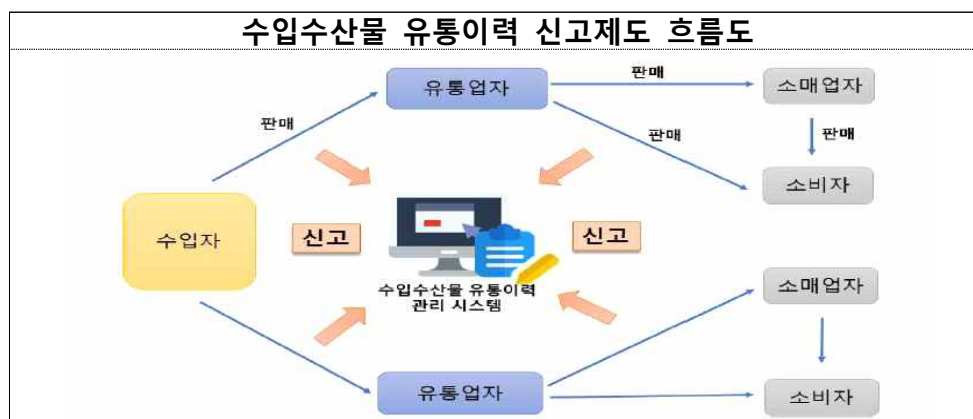 수입수산물 유통이력 신고제도 흐름도
유통업자
판매
소매업자
판매
판매
판매
소비자
수입자
신고
신고
수입수산물 유통이력
관리 시스템
소매업자
유통업자
소비자